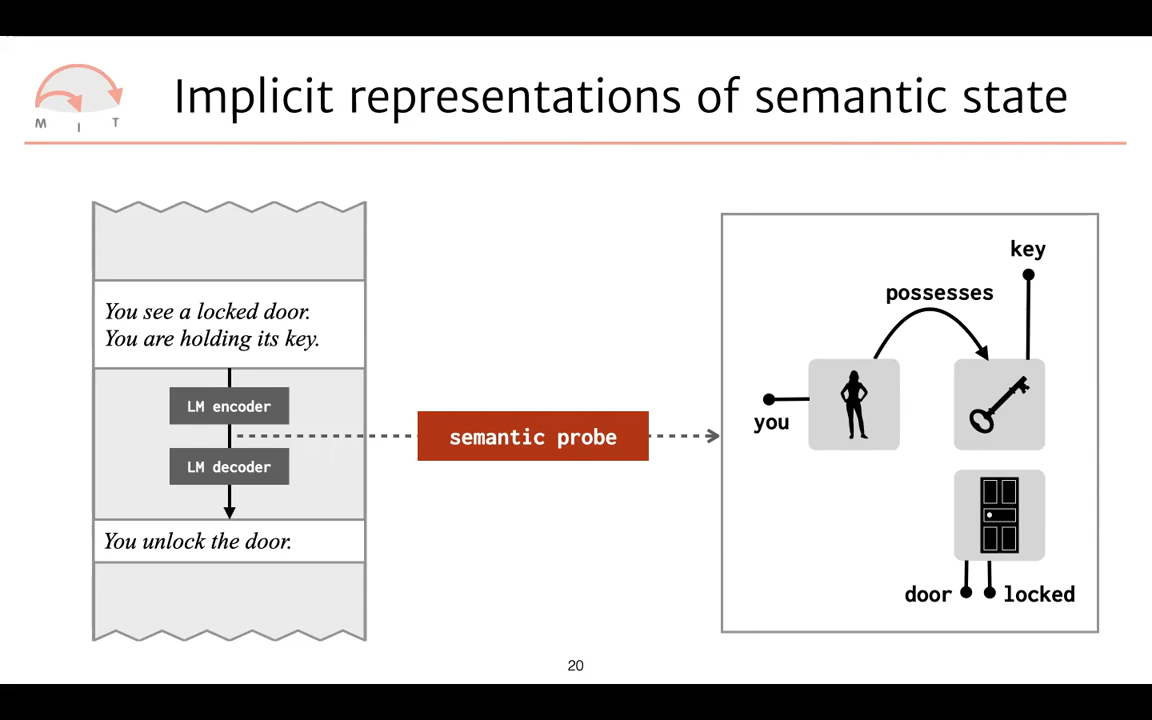 Implicit representations of semantic state
M I T
You see a locked door.
You are holding its key.
LM encoder
LM decoder
You unlock the door.
semantic probe
key
possesses
you
door
locked
20